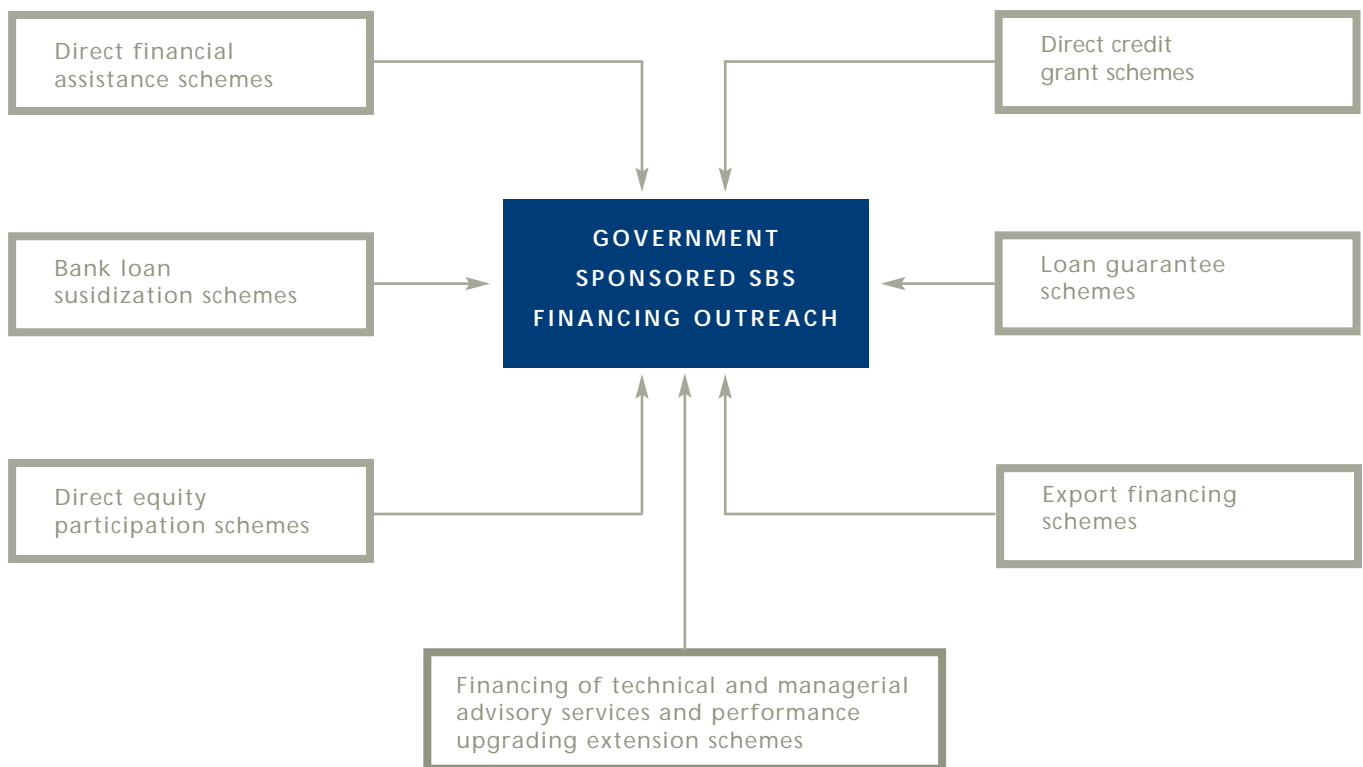 Direct financial
assistance schemes
Direct credit
grant schemes
GOVERNMENT
SPONSORED SBS
FINANCING OUTREACH
Bank loan
susidization schemes
Loan guarantee
schemes
Direct equity
participation schemes
Export financing
schemes
Financing of technical and managerial
advisory services and performance
upgrading extension schemes